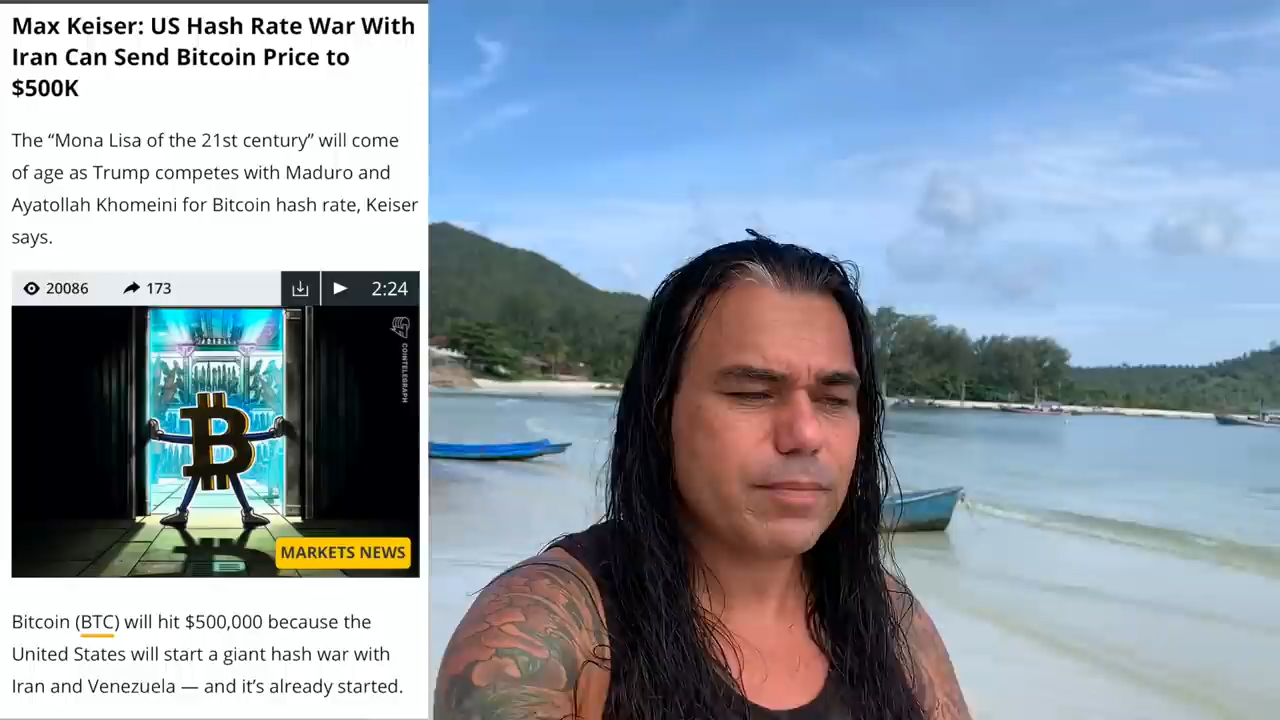 Max Keiser: US Hash Rate War With
Iran Can Send Bitcoin Price to
$500K
The “Mona Lisa of the 21st century” will come
of age as Trump competes with Maduro and
Ayatollah Khomeini for Bitcoin hash rate, Keiser
says.
20086 173 2:24
COINTELEGRAPH
MARKETS NEWS
Bitcoin (BTC) will hit $500,000 because the
United States will start a giant hash war with
Iran and Venezuela — and it’s already started.